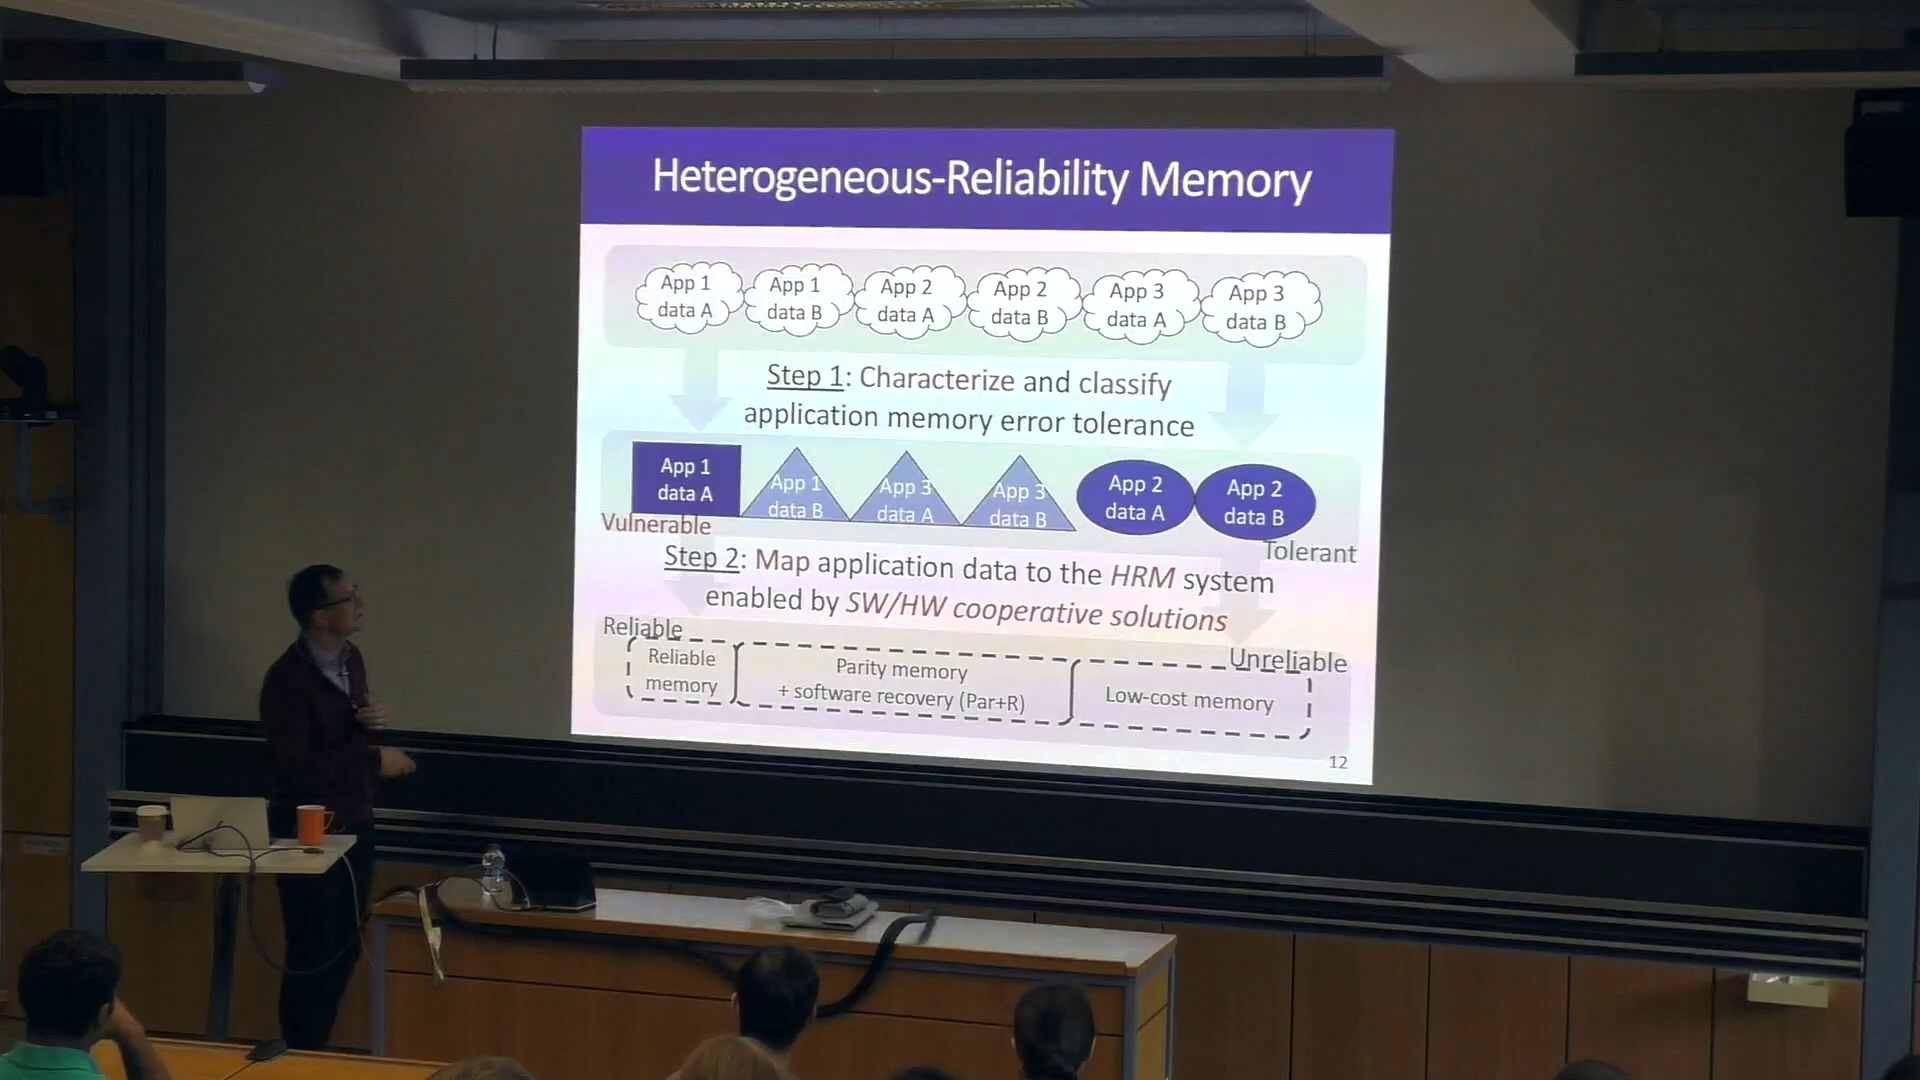 Heterogeneous-Reliability Memory
App 1
data A
App 1
data B
App 2
data A
App 2
data B
App 3
data A
App 3
data B
Step 1: Characterize and classify
application memory error tolerance
App 1
data A
App 1
data B
App 3
data A
App 3
data B
App 2
data A
App 2
data B
Vulnerable
Tolerant
Step 2: Map application data to the HRM system
enabled by SW/HW cooperative solutions
Reliable
Unreliable
Reliable
memory
Parity memory
+ software recovery (Par+R)
Low-cost memory
12